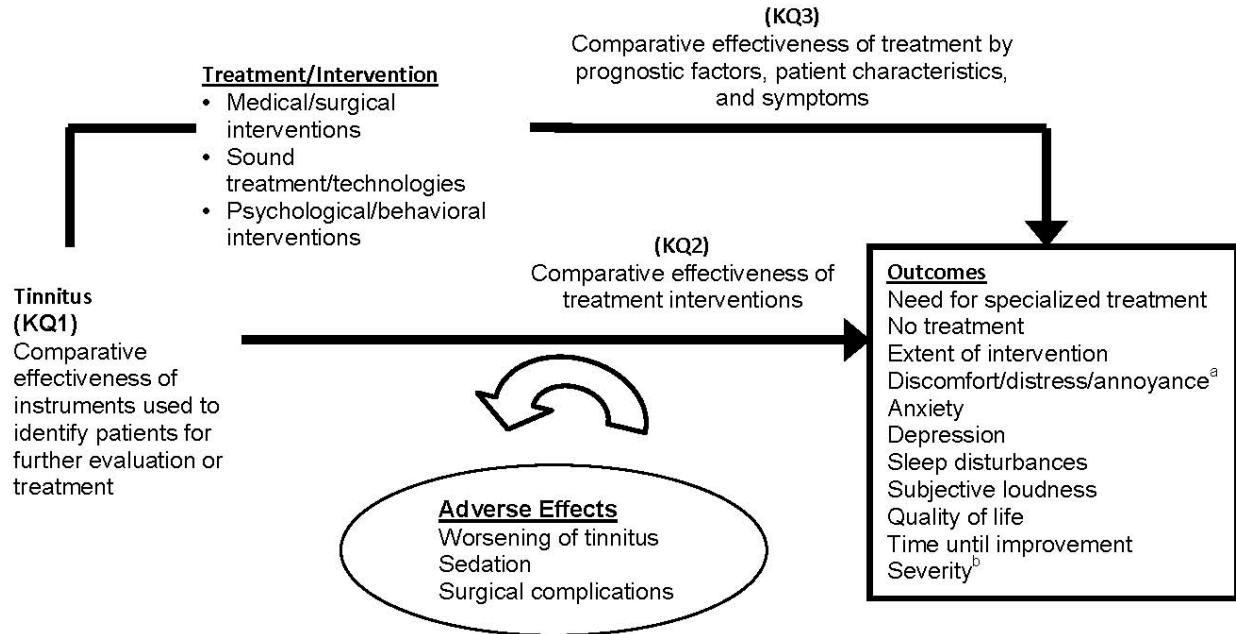 (KQ3)
Comparative effectiveness of treatment by
prognostic factors, patient characteristics,
and symptoms
Treatment/Intervention
• Medical/surgical
interventions
• Sound
treatment/technologies
• Psychological/behavioral
interventions
(KQ2)
Comparative effectiveness of
treatment interventions
Tinnitus
(KQ1)
Comparative
effectiveness of
instruments used to
identify patients for
further evaluation or
treatment
Outcomes
Need for specialized treatment
No treatment
Extent of intervention
Discomfort/distress/annoyanceᵃ
Anxiety
Depression
Sleep disturbances
Subjective loudness
Quality of life
Time until improvement
Severityᵇ
Adverse Effects
Worsening of tinnitus
Sedation
Surgical complications